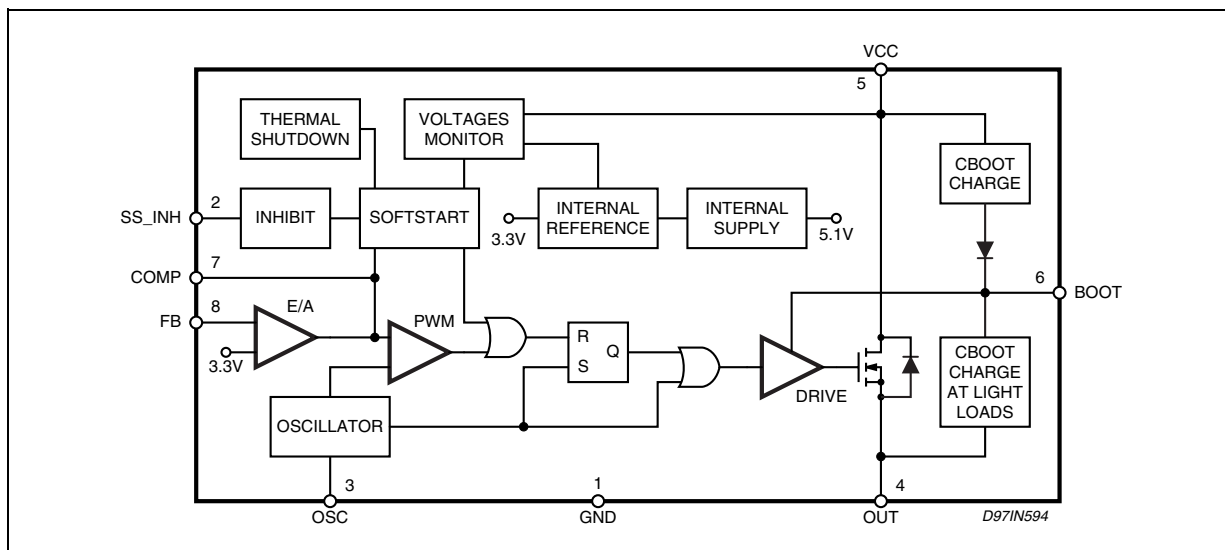 VCC
5
THERMAL
SHUTDOWN
VOLTAGES
MONITOR
CBOOT
CHARGE
SS_INH
2
INHIBIT
SOFTSTART
3.3V
INTERNAL
REFERENCE
INTERNAL
SUPPLY
5.1V
COMP
7
6
BOOT
FB
8
E/A
3.3V
PWM
R
S
Q
DRIVE
CBOOT
CHARGE
AT LIGHT
LOADS
OSCILLATOR
3
OSC
1
GND
4
OUT
D97IN594